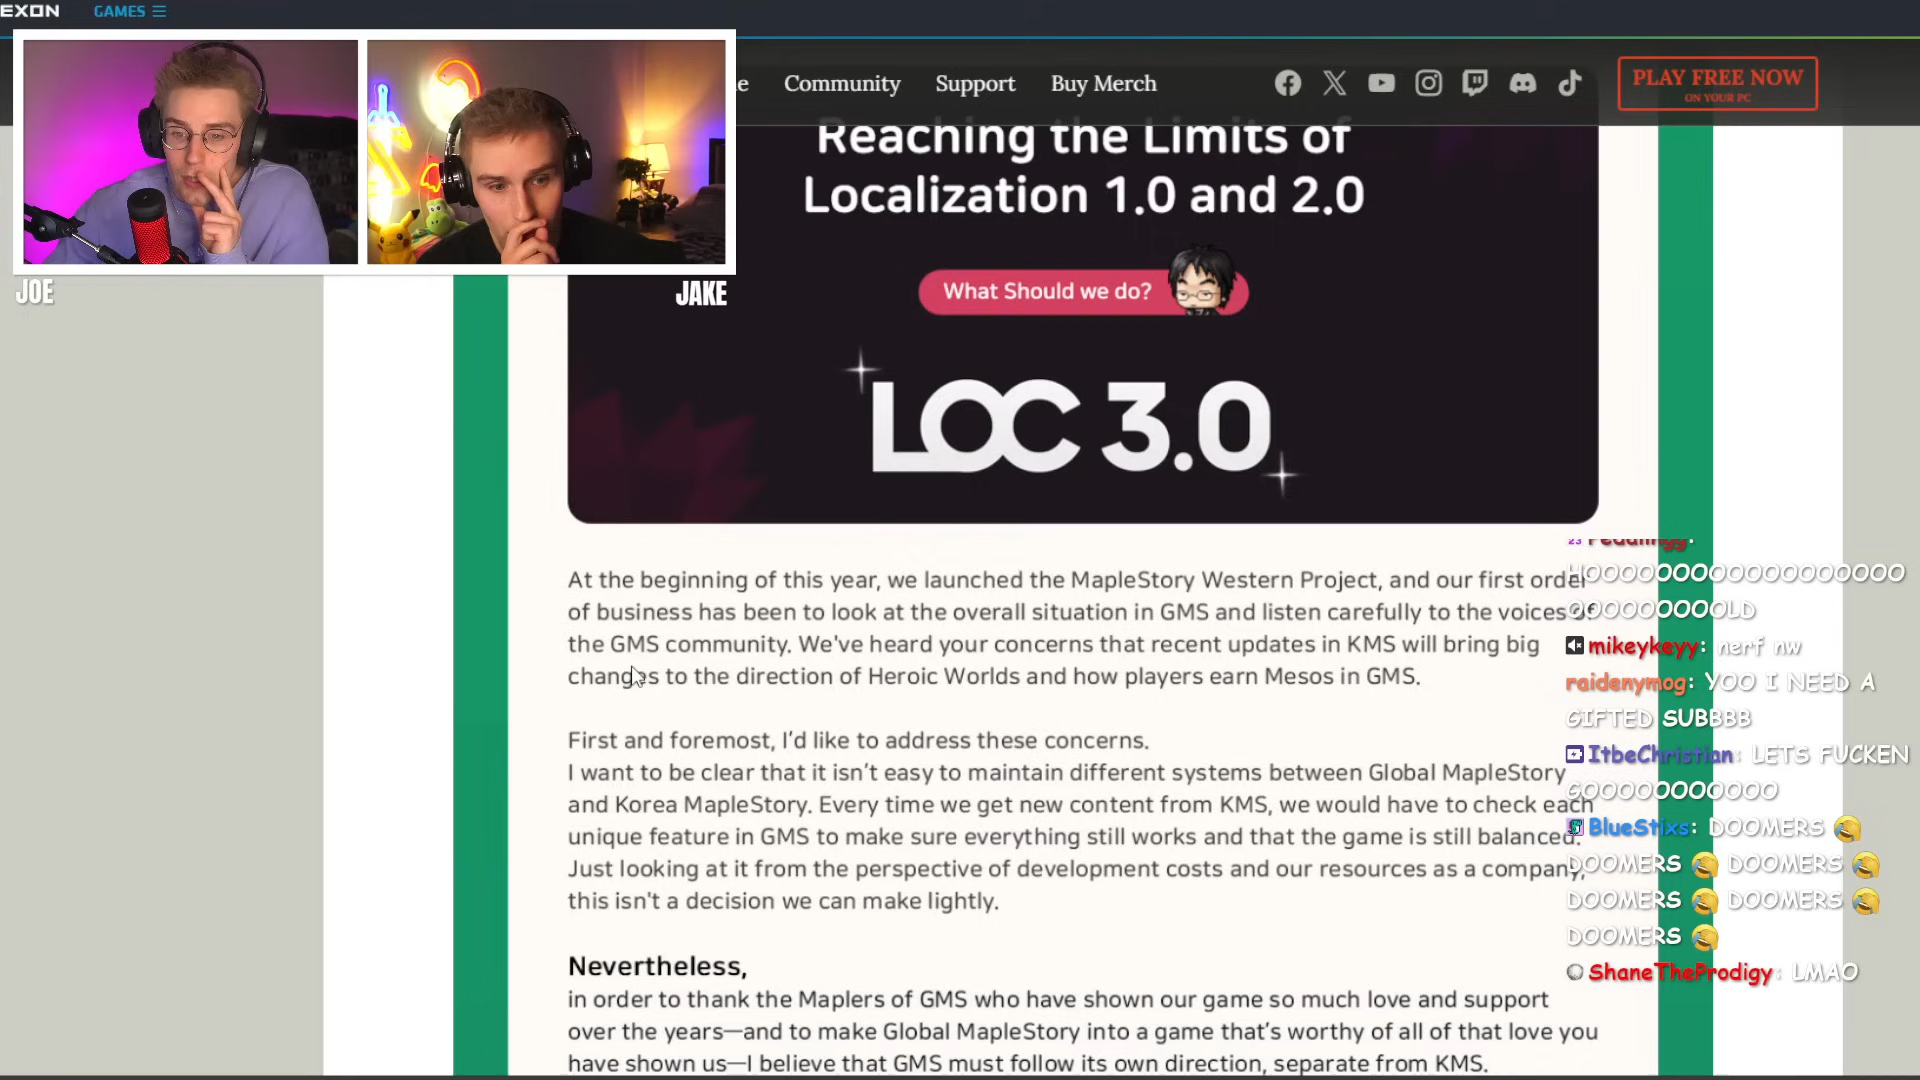 EXON GAMES
e Community Support Buy Merch
PLAY FREE NOW
ON YOUR PC
JOE
JAKE
Reaching the Limits of
Localization 1.0 and 2.0
What Should we do?
LOC 3.0
At the beginning of this year, we launched the MapleStory Western Project, and our first order
of business has been to look at the overall situation in GMS and listen carefully to the voices of
the GMS community. We've heard your concerns that recent updates in KMS will bring big
changes to the direction of Heroic Worlds and how players earn Mesos in GMS.
First and foremost, I’d like to address these concerns.
I want to be clear that it isn’t easy to maintain different systems between Global MapleStory
and Korea MapleStory. Every time we get new content from KMS, we would have to check each
unique feature in GMS to make sure everything still works and that the game is still balanced.
Just looking at it from the perspective of development costs and our resources as a company,
this isn't a decision we can make lightly.
Nevertheless,
in order to thank the Maplers of GMS who have shown our game so much love and support
over the years—and to make Global MapleStory into a game that’s worthy of all of that love you
have shown us—I believe that GMS must follow its own direction, separate from KMS.
HOOOOOOOOOOOOOOOOOOO
OOOOOOOOOLD
mikeykeyy: nerf nw
raidenymog: YOO I NEED A
GIFTED SUBBBB
ItbeChristian: LETS FUCKEN
GOOOOOOOOOOO
BlueStixs: DOOMERS 😂
DOOMERS 😂 DOOMERS 😂
DOOMERS 😂 DOOMERS 😂
DOOMERS 😂
ShaneTheProdigy: LMAO